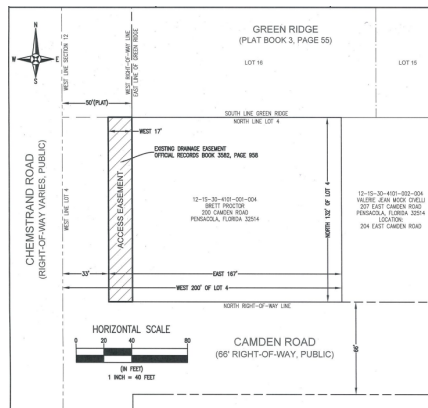 GREEN RIDGE
(PLAT BOOK 3, PAGE 55)
LOT 16
LOT 16
N
W
E
S
WEST LINE SECTION 12
WEST RIGHT-OF-WAY LINE
EAST LINE OF GREEN RIDGE
50'(PLAT)
SOUTH LINE GREEN RIDGE
NORTH LINE LOT 4
WEST 17'
EXISTING DRAINAGE EASEMENT
OFFICIAL RECORDS BOOK 3582, PAGE 958
CHEMSTRAND ROAD
(RIGHT-OF-WAY VARIES, PUBLIC)
WEST LINE LOT 4
ACCESS EASEMENT
12-1S-30-4101-001-004
BRETT PROCTOR
200 CAMDEN ROAD
PENSACOLA, FLORIDA 32514
NORTH 132' OF LOT 4
12-1S-30-4101-002-004
VALERIE JEAN MOCK CIVELLI
207 EAST CAMDEN ROAD
PENSACOLA, FLORIDA 32514
LOCATION:
204 EAST CAMDEN ROAD
33'
EAST 167'
WEST 200' OF LOT 4
NORTH RIGHT-OF-WAY LINE
HORIZONTAL SCALE
0 20 40 60 80
(IN FEET)
1 INCH = 40 FEET
CAMDEN ROAD
(66' RIGHT-OF-WAY, PUBLIC)
66'